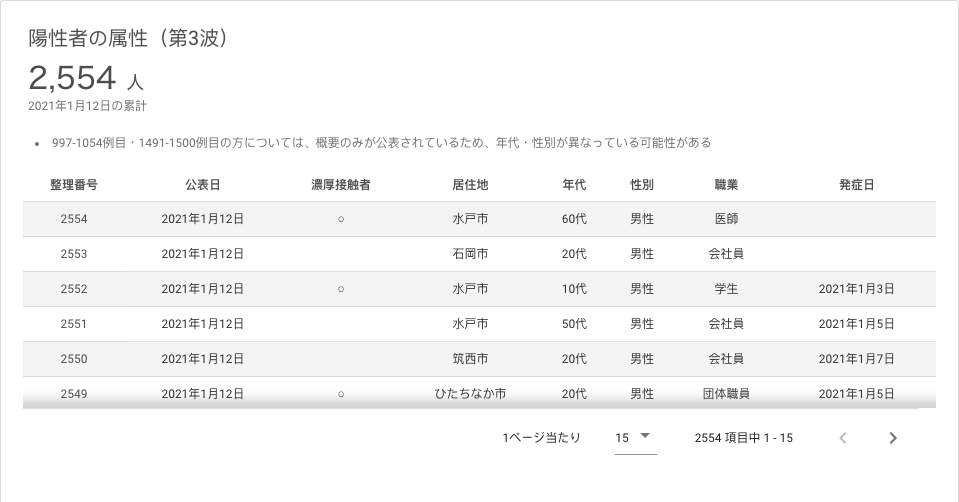 陽性者の属性（第3波）
2,554 人
2021年1月12日の累計
• 997-1054例目・1491-1500例目の方については、概要のみが公表されているため、年代・性別が異なっている可能性がある
整理番号 公表日 濃厚接触者 居住地 年代 性別 職業 発症日
2554 2021年1月12日 ○ 水戸市 60代 男性 医師
2553 2021年1月12日 石岡市 20代 男性 会社員
2552 2021年1月12日 ○ 水戸市 10代 男性 学生 2021年1月3日
2551 2021年1月12日 水戸市 50代 男性 会社員 2021年1月5日
2550 2021年1月12日 筑西市 20代 男性 会社員 2021年1月7日
2549 2021年1月12日 ○ ひたちなか市 20代 男性 団体職員 2021年1月5日
1ページ当たり 15 2554 項目中 1 - 15